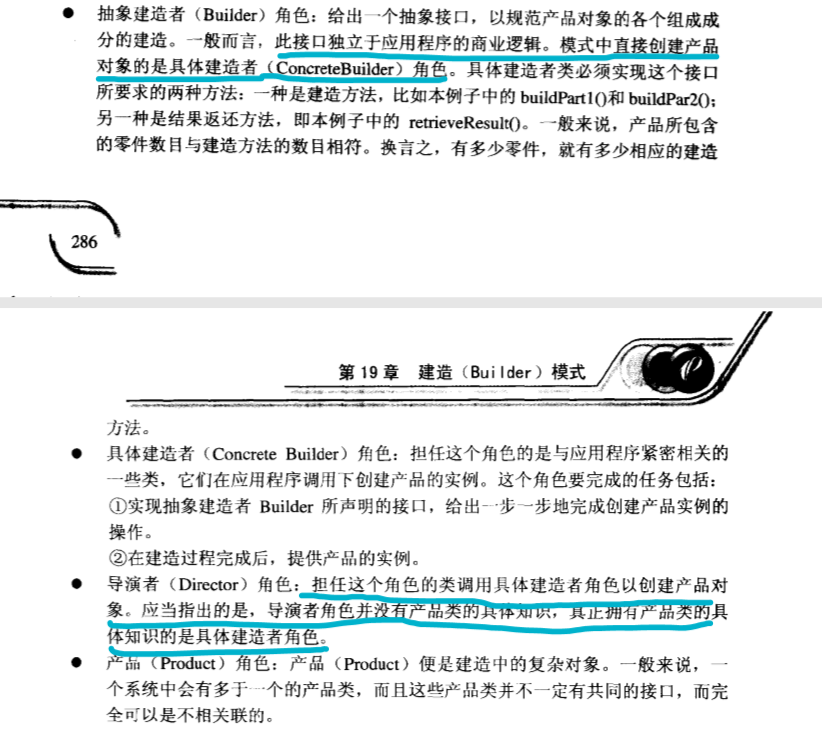 ● 抽象建造者（Builder）角色：给出一个抽象接口，以规范产品对象的各个组成成
分的建造。一般而言，此接口独立于应用程序的商业逻辑。模式中直接创建产品
对象的是具体建造者（ConcreteBuilder）角色。具体建造者类必须实现这个接口
所要求的两种方法：一种是建造方法，比如本例子中的 buildPart1()和 buildPar2();
另一种是结果返还方法，即本例子中的 retrieveResult()。一般来说，产品所包含
的零件数目与建造方法的数目相符。换言之，有多少零件，就有多少相应的建造
286
第 19 章 建造（Builder）模式
方法。
● 具体建造者（Concrete Builder）角色：担任这个角色的是与应用程序紧密相关的
一些类，它们在应用程序调用下创建产品的实例。这个角色要完成的任务包括：
①实现抽象建造者 Builder 所声明的接口，给出一步一步地完成创建产品实例的
操作。
②在建造过程完成后，提供产品的实例。
● 导演者（Director）角色：担任这个角色的类调用具体建造者角色以创建产品对
象。应当指出的是，导演者角色并没有产品类的具体知识，真正拥有产品类的具
体知识的是具体建造者角色。
● 产品（Product）角色：产品（Product）便是建造中的复杂对象。一般来说，一
个系统中会有多于一个的产品类，而且这些产品类并不一定有共同的接口，而完
全可以是不相关联的。